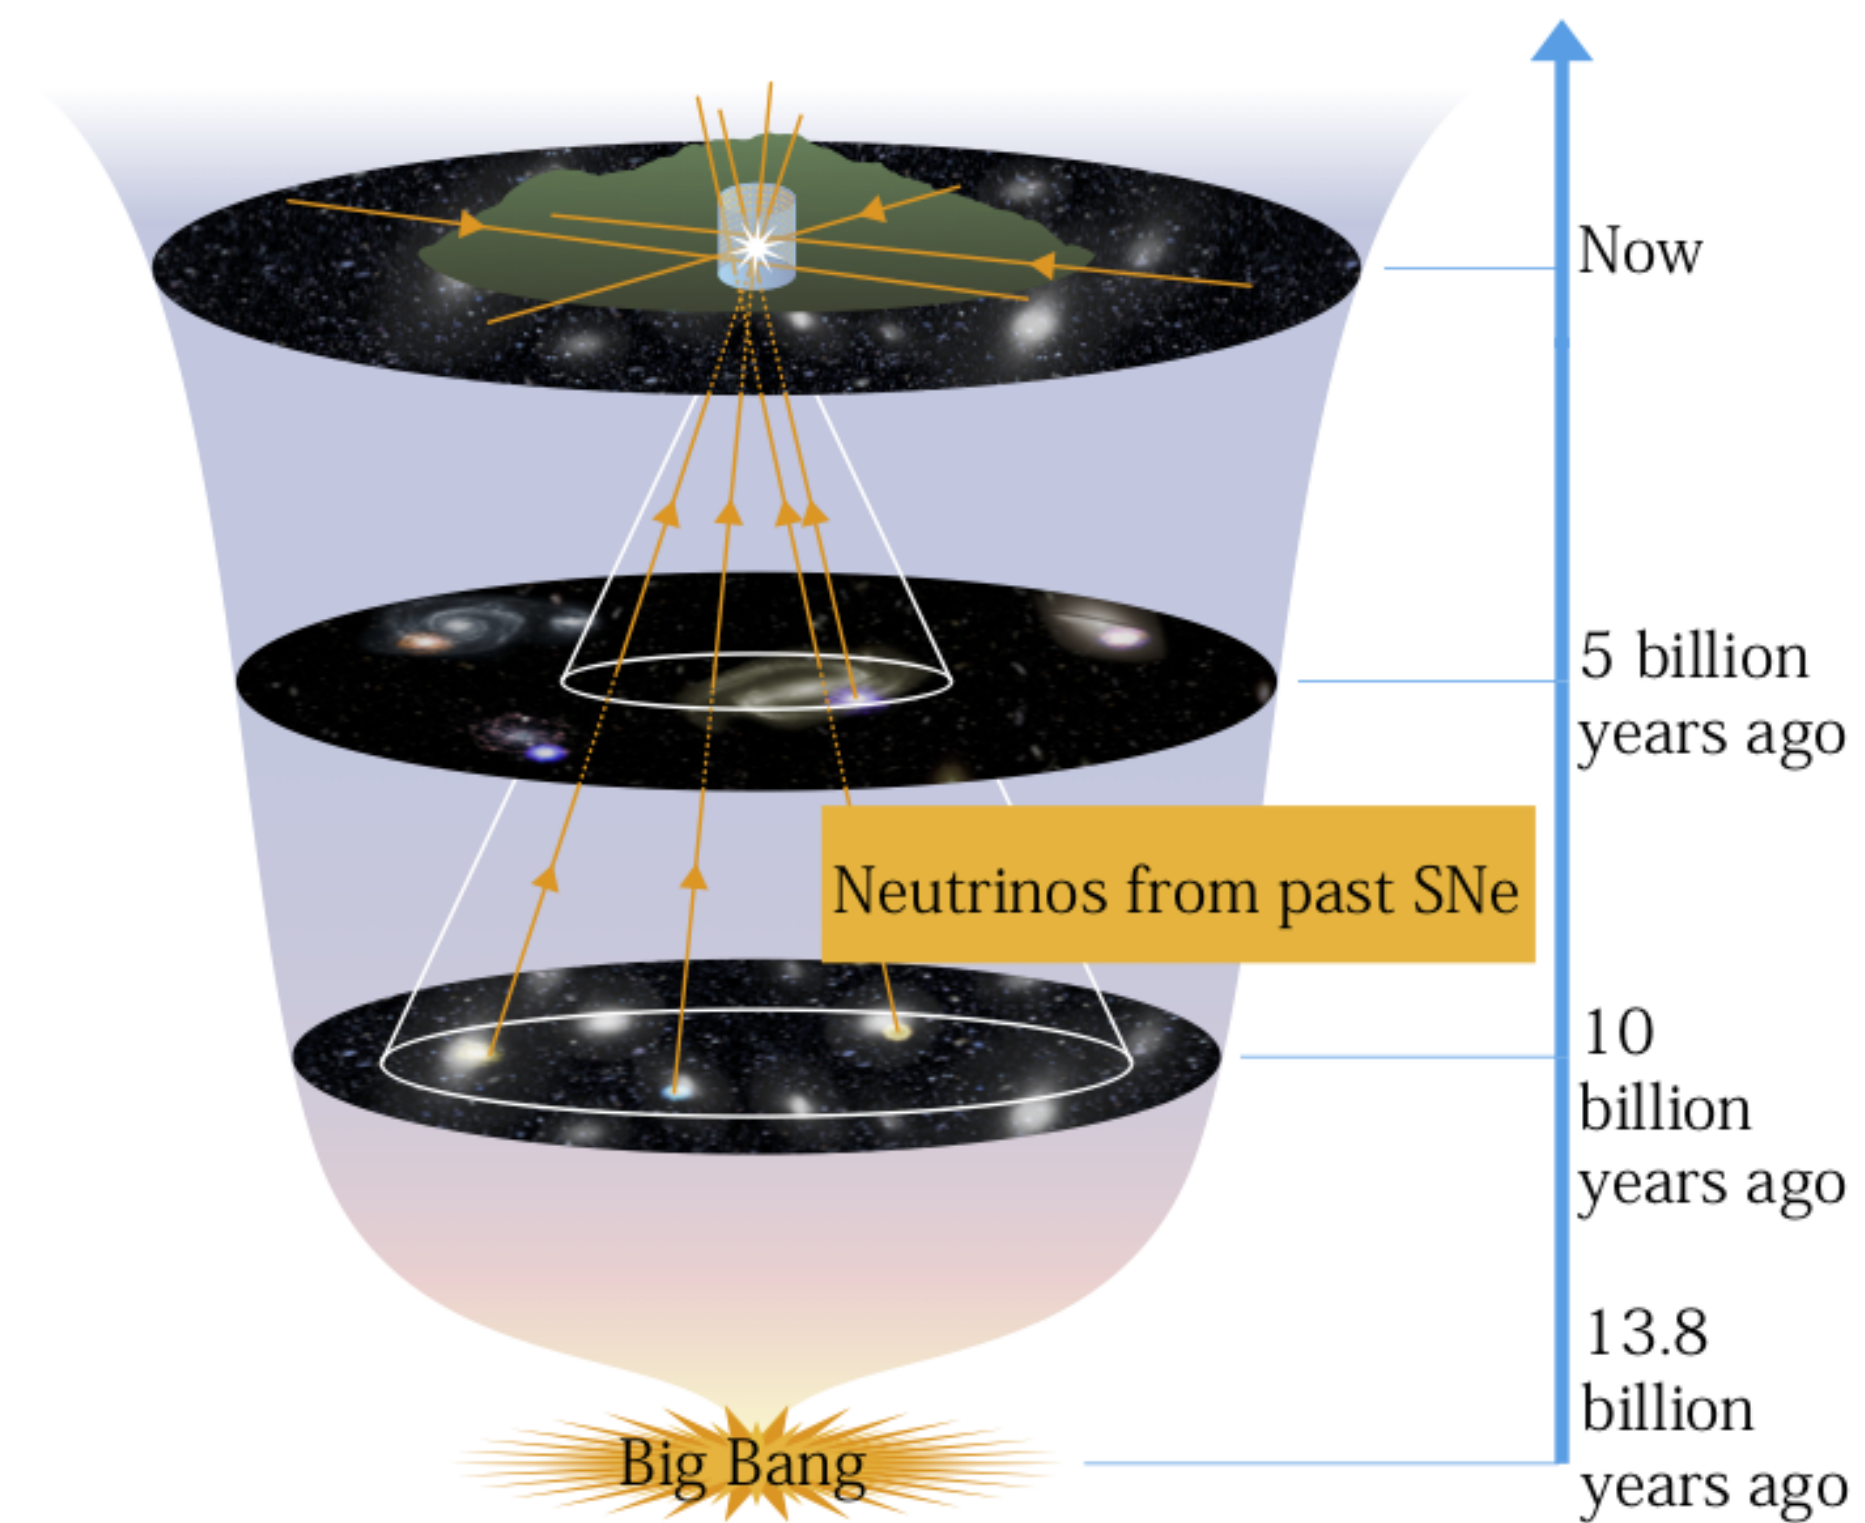 Now
5 billion
years ago
Neutrinos from past SNe
10
billion
years ago
13.8
billion
years ago
Big Bang